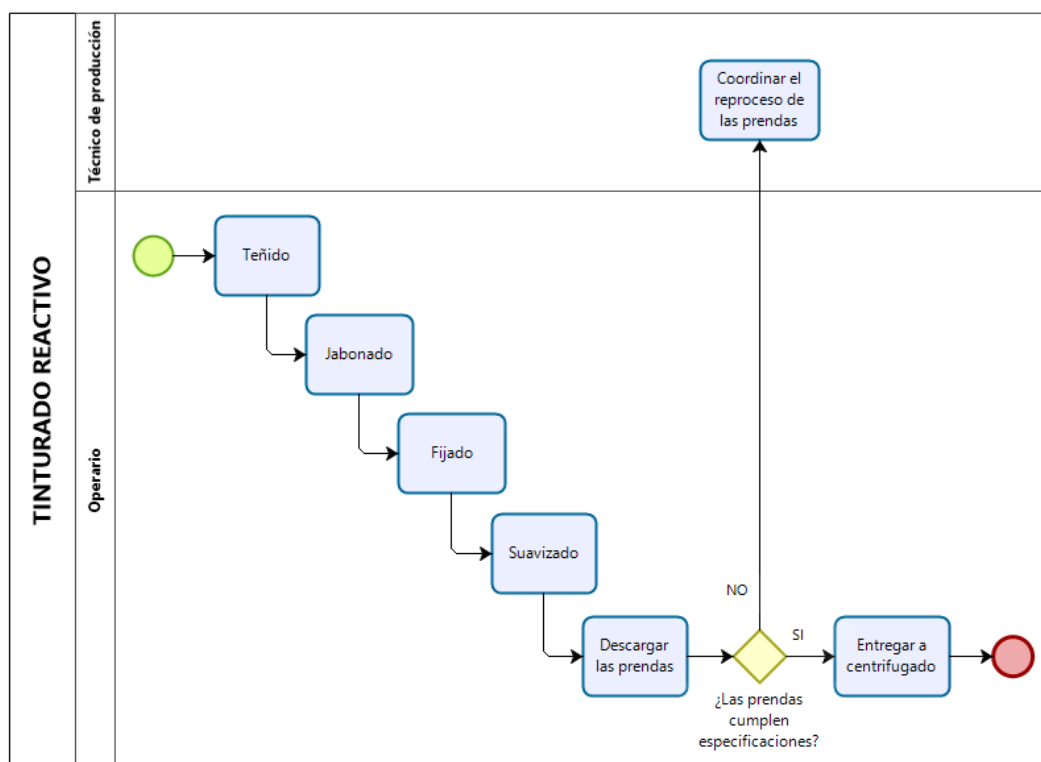 TINTURADO REACTIVO
Técnico de producción
Coordinar el
reproceso de
las prendas
Operario
Teñido
Jabonado
Fijado
Suavizado
Descargar
las prendas
NO
SI
¿Las prendas
cumplen
especificaciones?
Entregar a
centrifugado